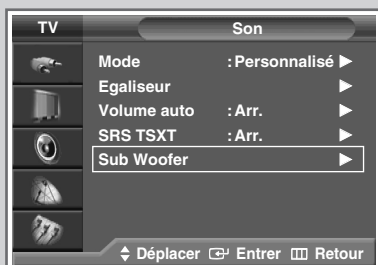 TV Son
Mode : Personnalisé ▶
Egaliseur ▶
Volume auto : Arr. ▶
SRS TSXT : Arr. ▶
Sub Woofer ▶
Déplacer Entrer Retour